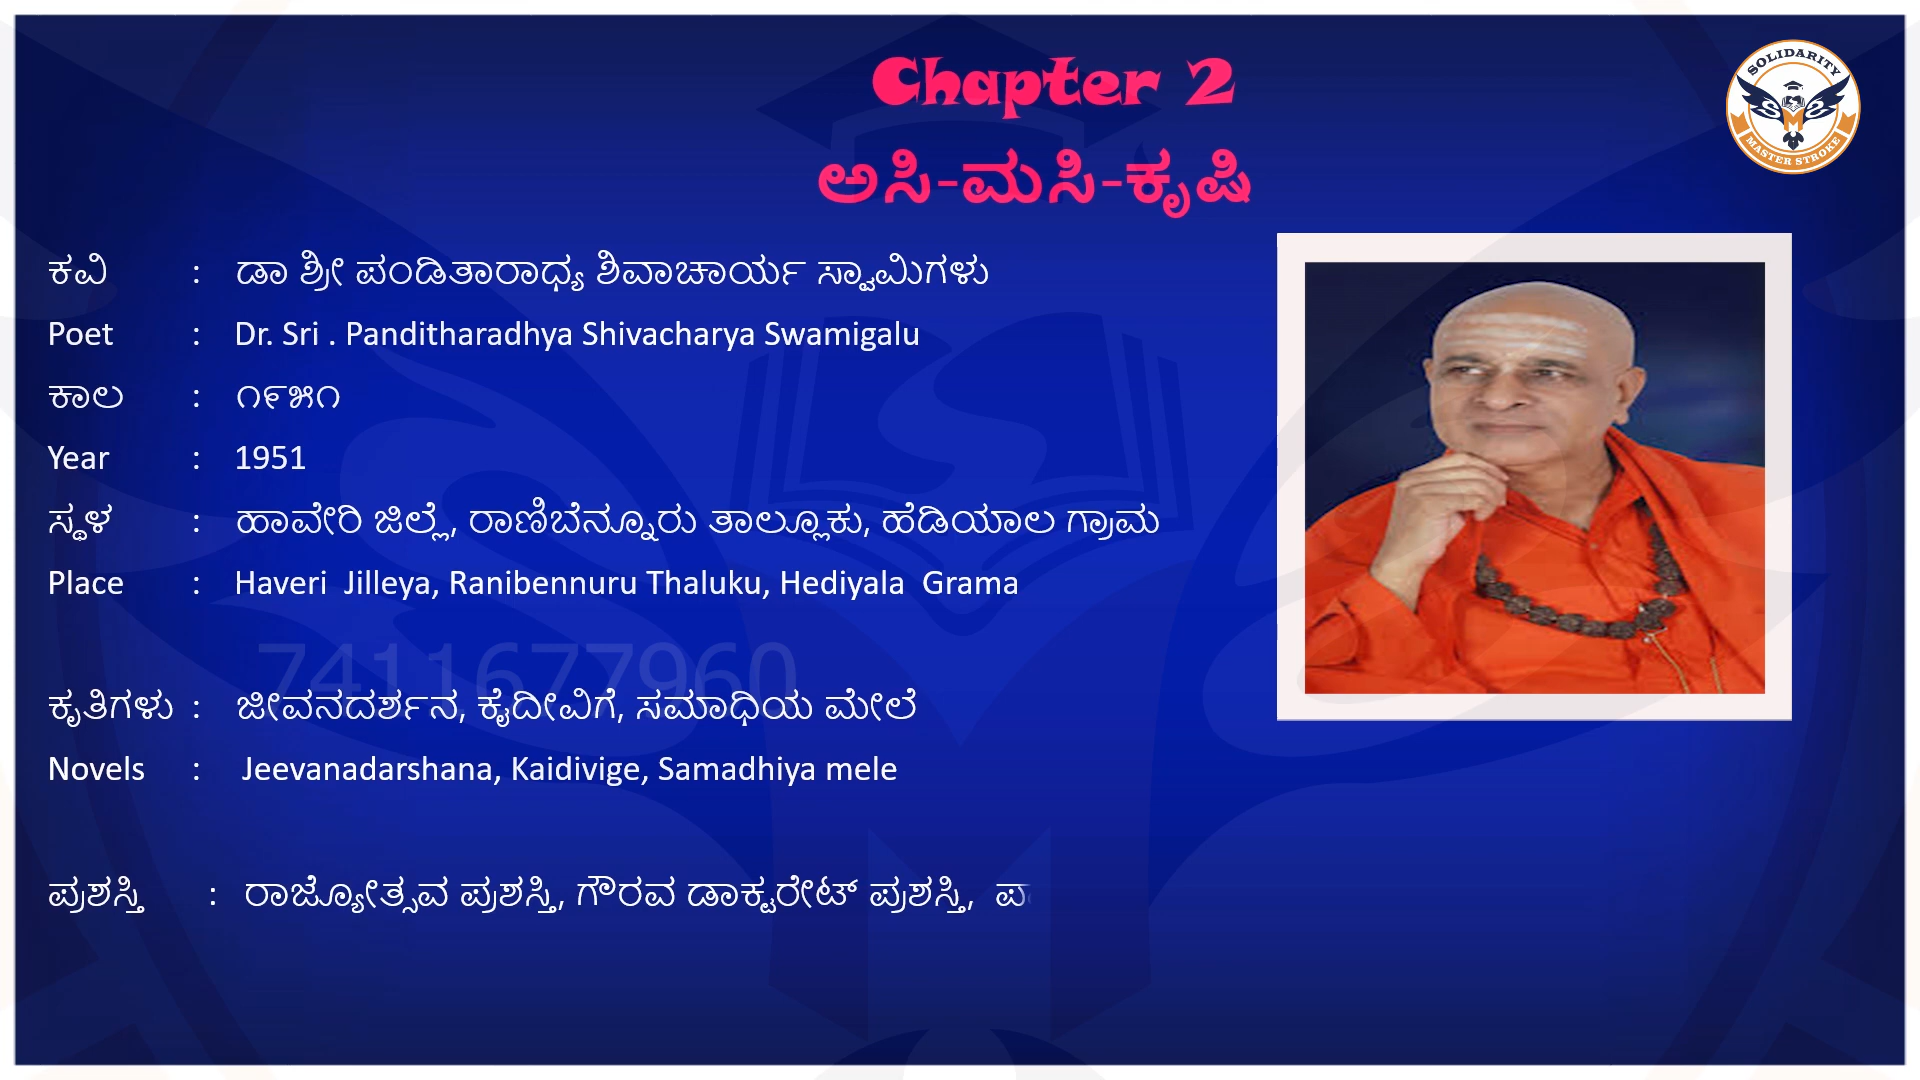 Chapter 2
SOLIDARITY
MASTER STROKE
ಅಸಿ-ಮಸಿ-ಕೃಷಿ
ಕವಿ : ಡಾ ಶ್ರೀ ಪಂಡಿತಾರಾಧ್ಯ ಶಿವಾಚಾರ್ಯ ಸ್ವಾಮಿಗಳು
Poet : Dr. Sri . Panditharadhya Shivacharya Swamigalu
ಕಾಲ : ೧೯೫೧
Year : 1951
ಸ್ಥಳ : ಹಾವೇರಿ ಜಿಲ್ಲೆ, ರಾಣಿಬೆನ್ನೂರು ತಾಲ್ಲೂಕು, ಹೆಡಿಯಾಲ ಗ್ರಾಮ
Place : Haveri Jilleya, Ranibennuru Thaluku, Hediyala Grama
7411677960
ಕೃತಿಗಳು : ಜೀವನದರ್ಶನ, ಕೈದೀವಿಗೆ, ಸಮಾಧಿಯ ಮೇಲೆ
Novels : Jeevanadarshana, Kaidivige, Samadhiya mele
ಪ್ರಶಸ್ತಿ : ರಾಜ್ಯೋತ್ಸವ ಪ್ರಶಸ್ತಿ, ಗೌರವ ಡಾಕ್ಟರೇಟ್ ಪ್ರಶಸ್ತಿ,